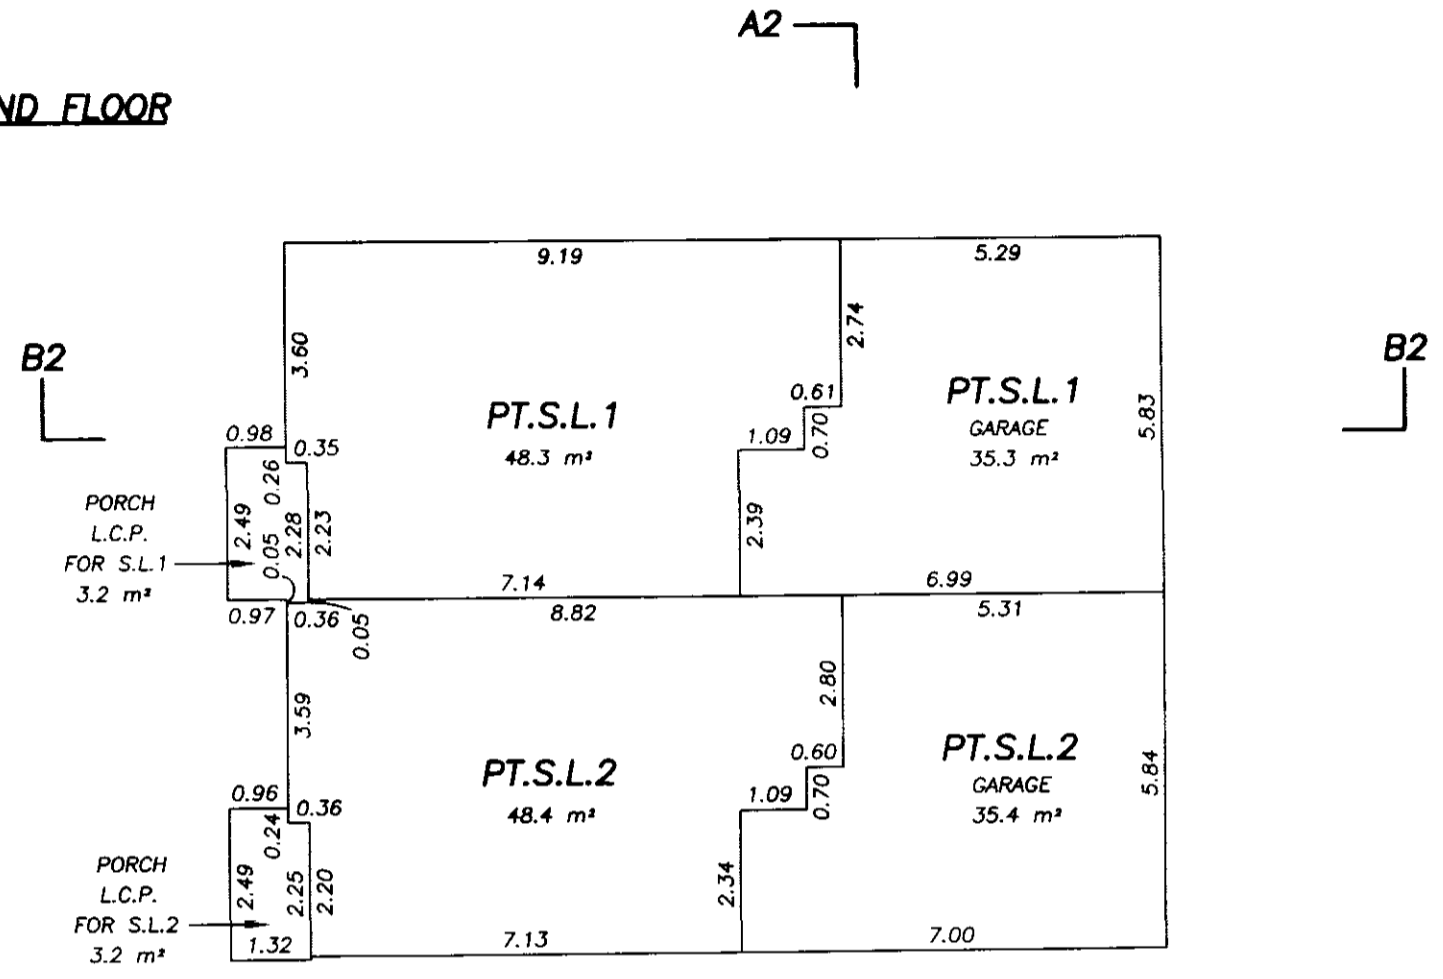 A2
ND FLOOR
9.19
5.29
3.60
2.74
B2
B2
0.61
PT.S.L.1
PT.S.L.1
GARAGE
35.3 m²
5.83
0.98
0.35
1.09
0.70
48.3 m²
0.26
PORCH
L.C.P.
FOR S.L.1
3.2 m²
2.49
0.05
2.28
2.23
2.39
7.14
6.99
0.97
0.36
0.05
8.82
5.31
3.59
2.80
0.60
PT.S.L.2
PT.S.L.2
GARAGE
35.4 m²
5.84
0.96
0.36
1.09
0.70
48.4 m²
0.24
PORCH
L.C.P.
FOR S.L.2
3.2 m²
2.49
2.25
2.20
2.34
1.32
7.13
7.00